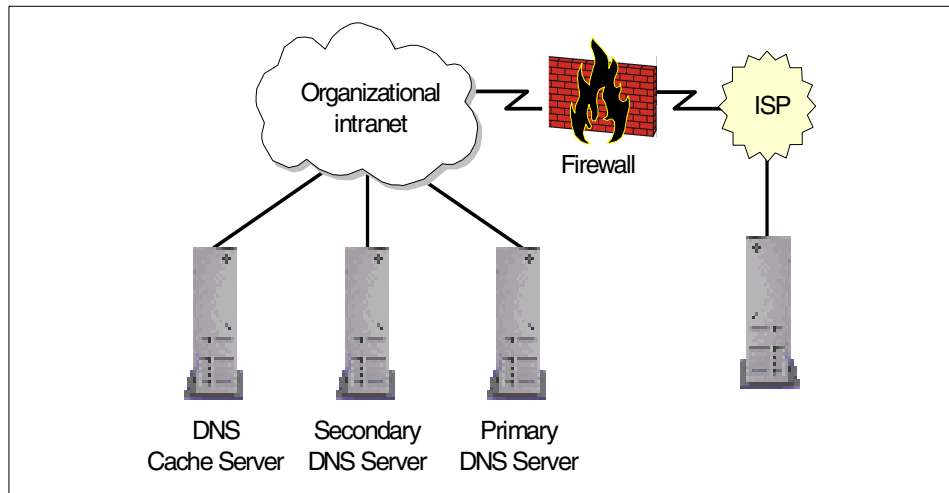 Organizational
intranet
ISP
Firewall
DNS
Cache Server
Secondary
DNS Server
Primary
DNS Server